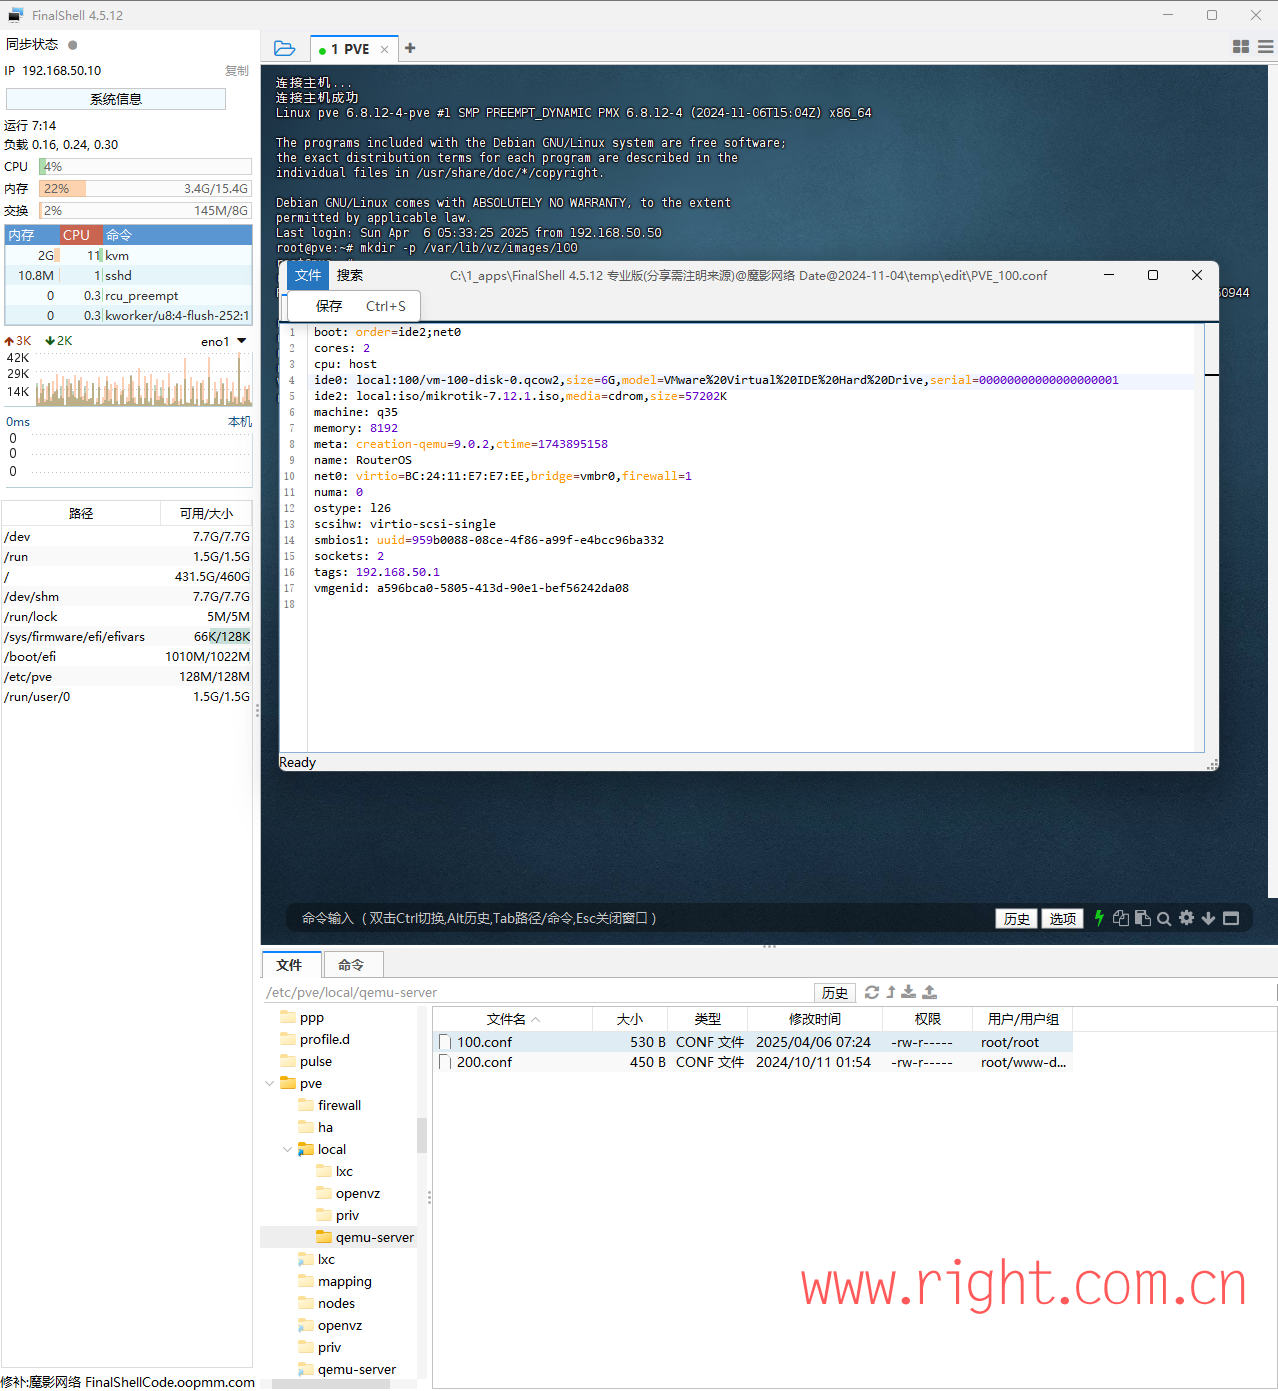 FinalShell 4.5.12
同步状态
IP 192.168.50.10 复制
系统信息
运行 7:14
负载 0.16, 0.24, 0.30
CPU 4%
内存 22% 3.4G/15.4G
交换 2% 145M/8G
内存 CPU 命令
2G 11 kvm
10.8M 1 sshd
0 0.3 rcu_preempt
0 0.3 kworker/u8:4-flush-252:1
3K 2K eno1
42K
29K
14K
0ms 本机
0
0
0
路径 可用/大小
/dev 7.7G/7.7G
/run 1.5G/1.5G
/ 431.5G/460G
/dev/shm 7.7G/7.7G
/run/lock 5M/5M
/sys/firmware/efi/efivars 66K/128K
/boot/efi 1010M/1022M
/etc/pve 128M/128M
/run/user/0 1.5G/1.5G
修补:魔影网络 FinalShellCode.oopmm.com
1 PVE
连接主机...
连接主机成功
Linux pve 6.8.12-4-pve #1 SMP PREEMPT_DYNAMIC PMX 6.8.12-4 (2024-11-06T15:04Z) x86_64
The programs included with the Debian GNU/Linux system are free software;
the exact distribution terms for each program are described in the
individual files in /usr/share/doc/*/copyright.
Debian GNU/Linux comes with ABSOLUTELY NO WARRANTY, to the extent
permitted by applicable law.
Last login: Sun Apr  6 05:33:25 2025 from 192.168.50.50
root@pve:~# mkdir -p /var/lib/vz/images/100
50944
文件 搜索 C:\1_apps\FinalShell 4.5.12 专业版(分享需注明来源)@魔影网络 Date@2024-11-04\temp\edit\PVE_100.conf
保存 Ctrl+S
1 boot: order=ide2;net0
2 cores: 2
3 cpu: host
4 ide0: local:100/vm-100-disk-0.qcow2,size=6G,model=VMware%20Virtual%20IDE%20Hard%20Drive,serial=00000000000000000001
5 ide2: local:iso/mikrotik-7.12.1.iso,media=cdrom,size=57202K
6 machine: q35
7 memory: 8192
8 meta: creation-qemu=9.0.2,ctime=1743895158
9 name: RouterOS
10 net0: virtio=BC:24:11:E7:E7:EE,bridge=vmbr0,firewall=1
11 numa: 0
12 ostype: l26
13 scsihw: virtio-scsi-single
14 smbios1: uuid=959b0088-08ce-4f86-a99f-e4bcc96ba332
15 sockets: 2
16 tags: 192.168.50.1
17 vmgenid: a596bca0-5805-413d-90e1-bef56242da08
18
Ready
命令输入 (双击Ctrl切换,Alt历史,Tab路径/命令,Esc关闭窗口) 历史 选项
文件 命令
/etc/pve/local/qemu-server 历史
ppp
profile.d
pulse
pve
firewall
ha
local
lxc
openvz
priv
qemu-server
lxc
mapping
nodes
openvz
priv
qemu-server
文件名 大小 类型 修改时间 权限 用户/用户组
100.conf 530 B CONF 文件 2025/04/06 07:24 -rw-r----- root/root
200.conf 450 B CONF 文件 2024/10/11 01:54 -rw-r----- root/www-d...
www.right.com.cn